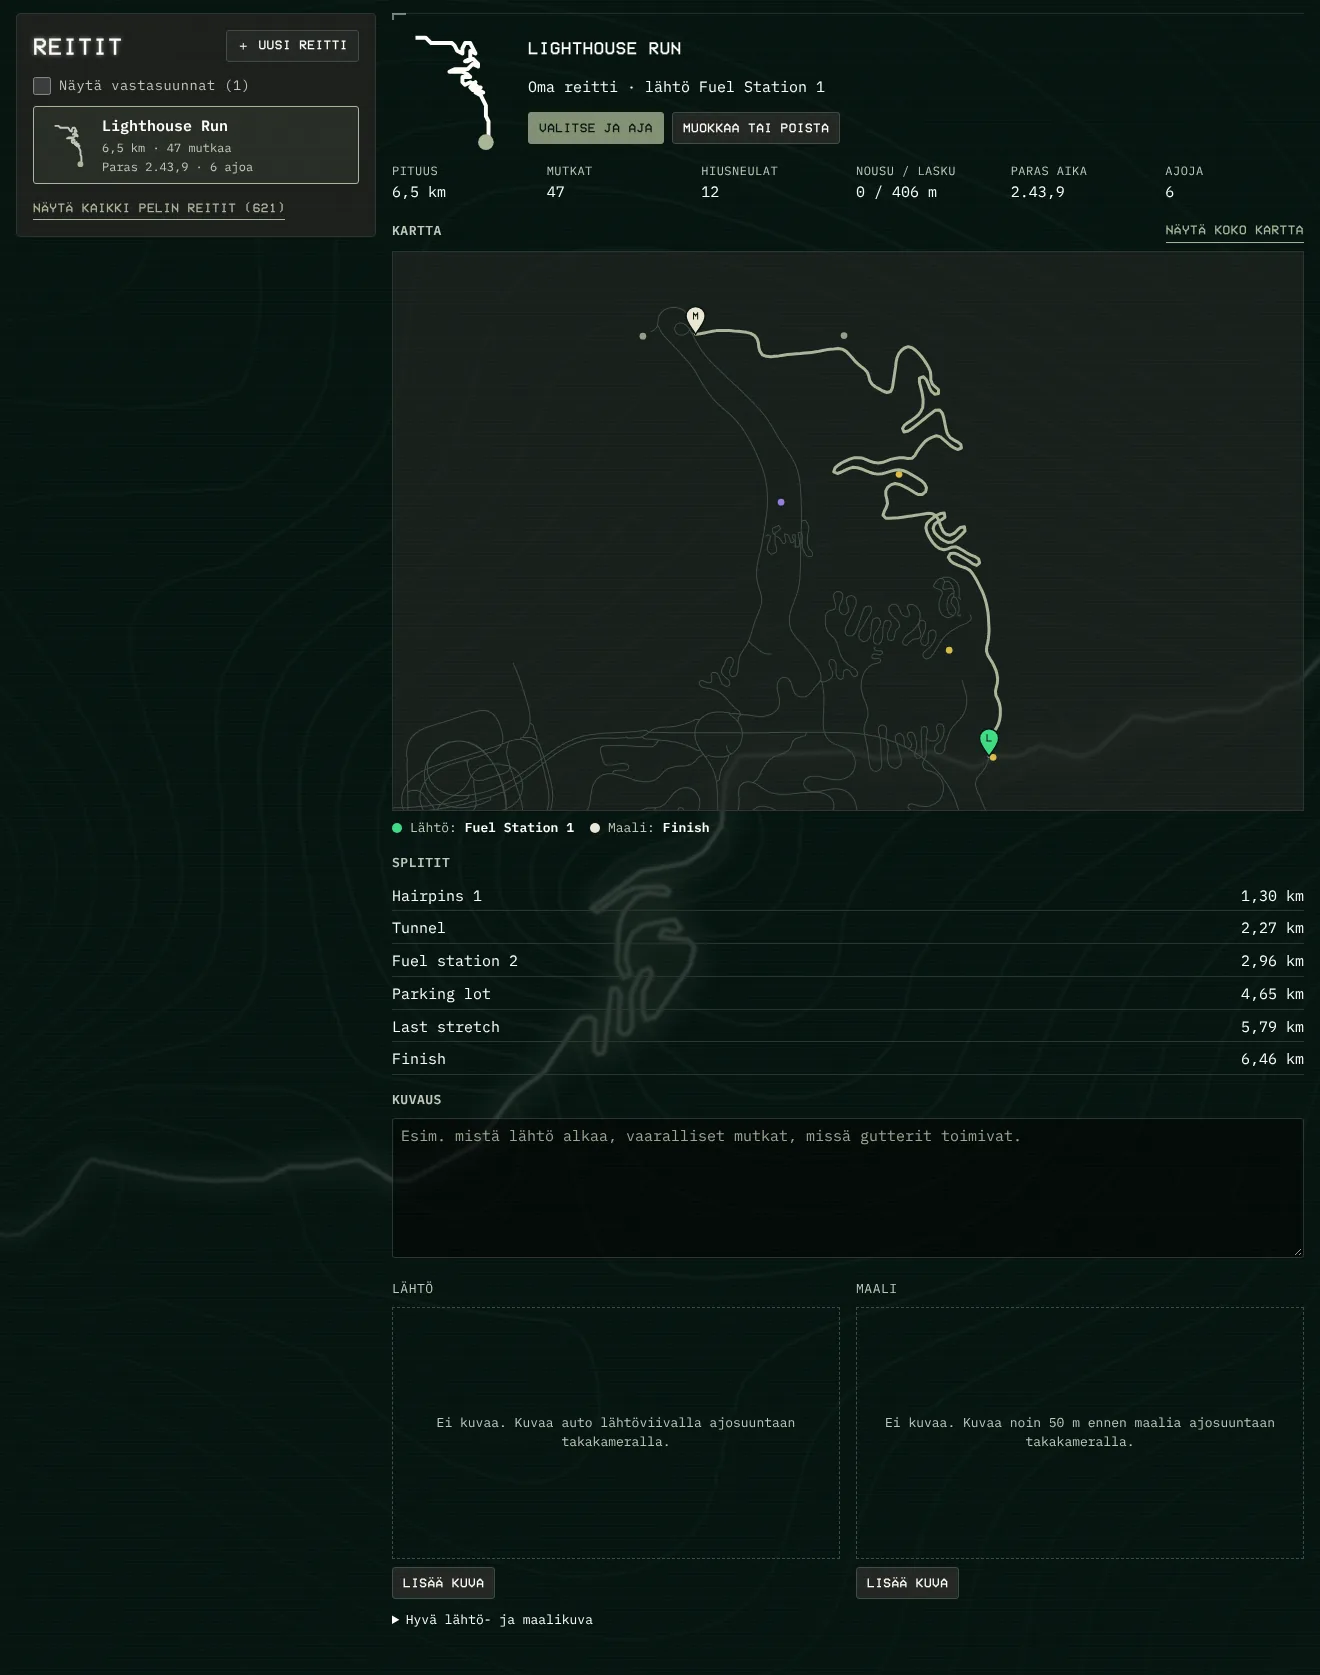 REITIT
+ UUSI REITTI
Näytä vastasuunnat (1)
Lighthouse Run
6,5 km · 47 mutkaa
Paras 2.43,9 · 6 ajoa
NÄYTÄ KAIKKI PELIN REITIT (621)
LIGHTHOUSE RUN
Oma reitti · lähtö Fuel Station 1
VALITSE JA AJA
MUOKKAA TAI POISTA
PITUUS
6,5 km
MUTKAT
47
HIUSNEULAT
12
NOUSU / LASKU
0 / 406 m
PARAS AIKA
2.43,9
AJOJA
6
KARTTA
NÄYTÄ KOKO KARTTA
M
L
Lähtö: Fuel Station 1
Maali: Finish
SPLITIT
Hairpins 1 1,30 km
Tunnel 2,27 km
Fuel station 2 2,96 km
Parking lot 4,65 km
Last stretch 5,79 km
Finish 6,46 km
KUVAUS
Esim. mistä lähtö alkaa, vaaralliset mutkat, missä gutterit toimivat.
LÄHTÖ
Ei kuvaa. Kuvaa auto lähtöviivalla ajosuuntaan
takakameralla.
LISÄÄ KUVA
MAALI
Ei kuvaa. Kuvaa noin 50 m ennen maalia ajosuuntaan
takakameralla.
LISÄÄ KUVA
Hyvä lähtö- ja maalikuva